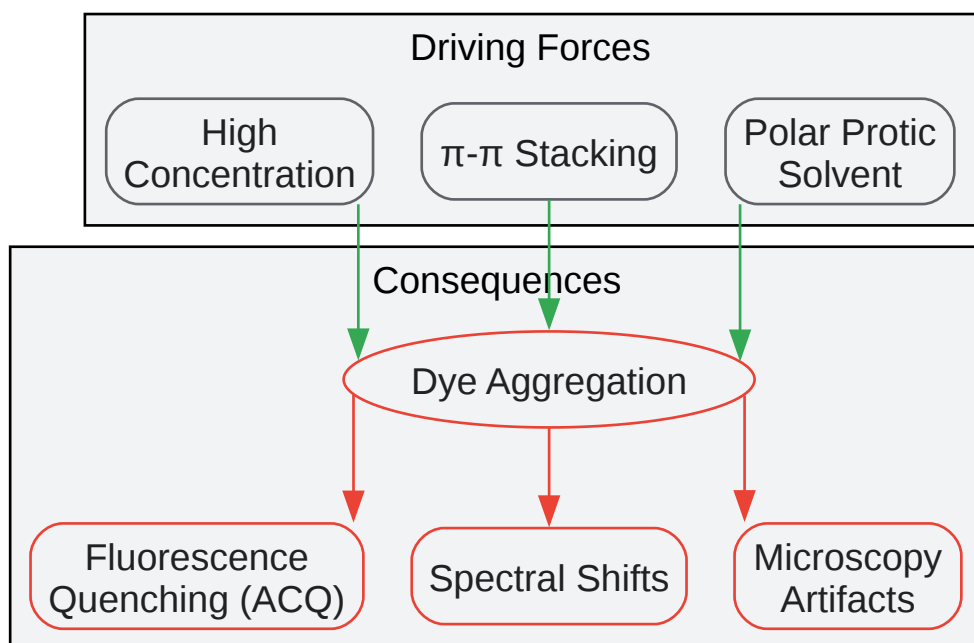 Driving Forces
High
Concentration
π-π Stacking
Polar Protic
Solvent
Consequences
Dye Aggregation
Fluorescence
Quenching (ACQ)
Spectral Shifts
Microscopy
Artifacts